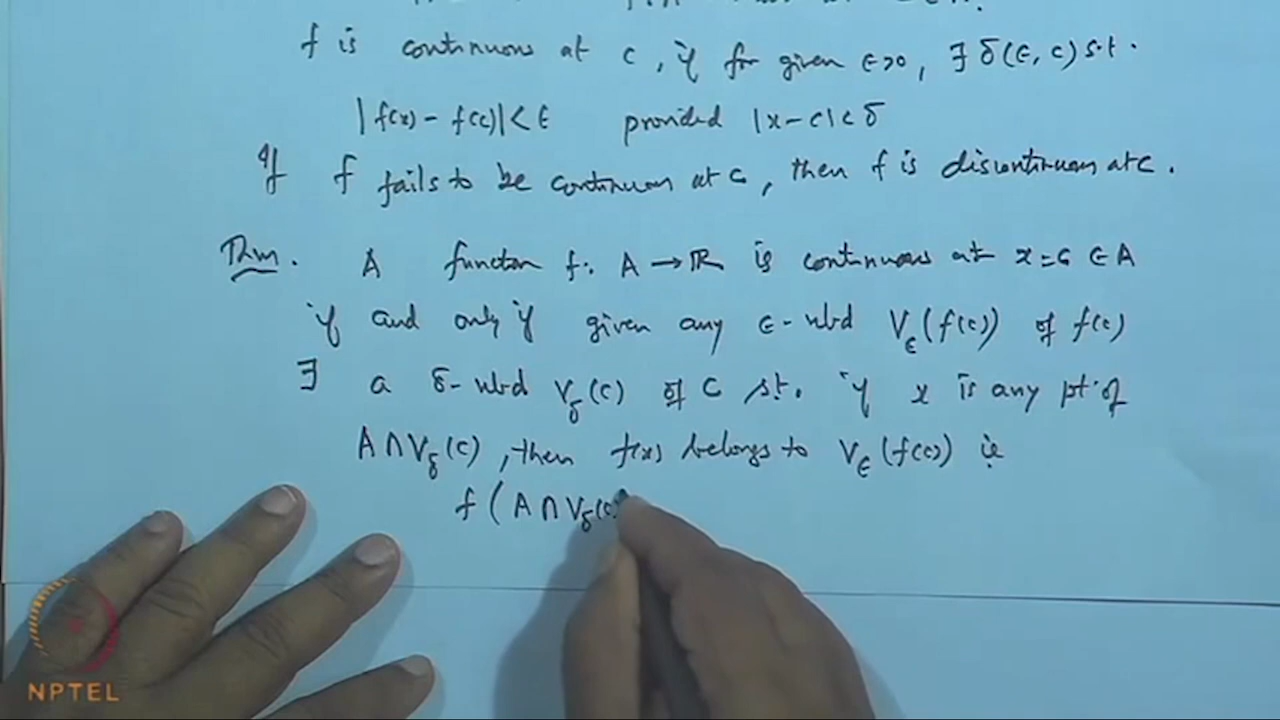 f is continuous at c, if for given ε>0, ∃ δ(ε, c) s.t.
|f(x) - f(c)| < ε provided |x-c| < δ
If f fails to be continuous at c, then f is discontinuous at c.
Thm. A function f: A → ℝ is continuous at x=c ∈ A
if and only if given any ε-nbd V_ε(f(c)) of f(c)
∃ a δ-nbd V_δ(c) of c s.t. if x is any pt. of
A∩V_δ(c), then f(x) belongs to V_ε(f(c)) ie
f(A∩V_δ(c)
NPTEL